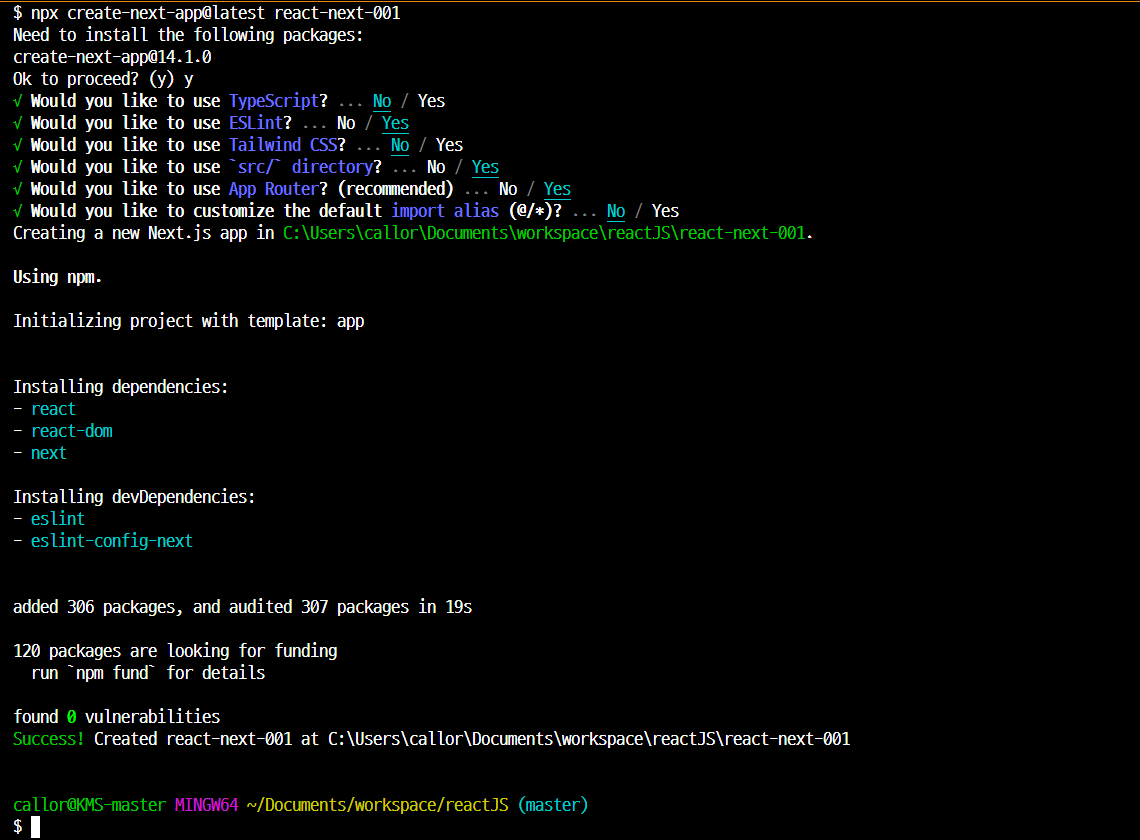 $ npx create-next-app@latest react-next-001
Need to install the following packages:
create-next-app@14.1.0
Ok to proceed? (y) y
√ Would you like to use TypeScript? ... No / Yes
√ Would you like to use ESLint? ... No / Yes
√ Would you like to use Tailwind CSS? ... No / Yes
√ Would you like to use `src/` directory? ... No / Yes
√ Would you like to use App Router? (recommended) ... No / Yes
√ Would you like to customize the default import alias (@/*)? ... No / Yes
Creating a new Next.js app in C:\Users\callor\Documents\workspace\reactJS\react-next-001.
Using npm.
Initializing project with template: app
Installing dependencies:
- react
- react-dom
- next
Installing devDependencies:
- eslint
- eslint-config-next
added 306 packages, and audited 307 packages in 19s
120 packages are looking for funding
  run `npm fund` for details
found 0 vulnerabilities
Success! Created react-next-001 at C:\Users\callor\Documents\workspace\reactJS\react-next-001
callor@KMS-master MINGW64 ~/Documents/workspace/reactJS (master)
$